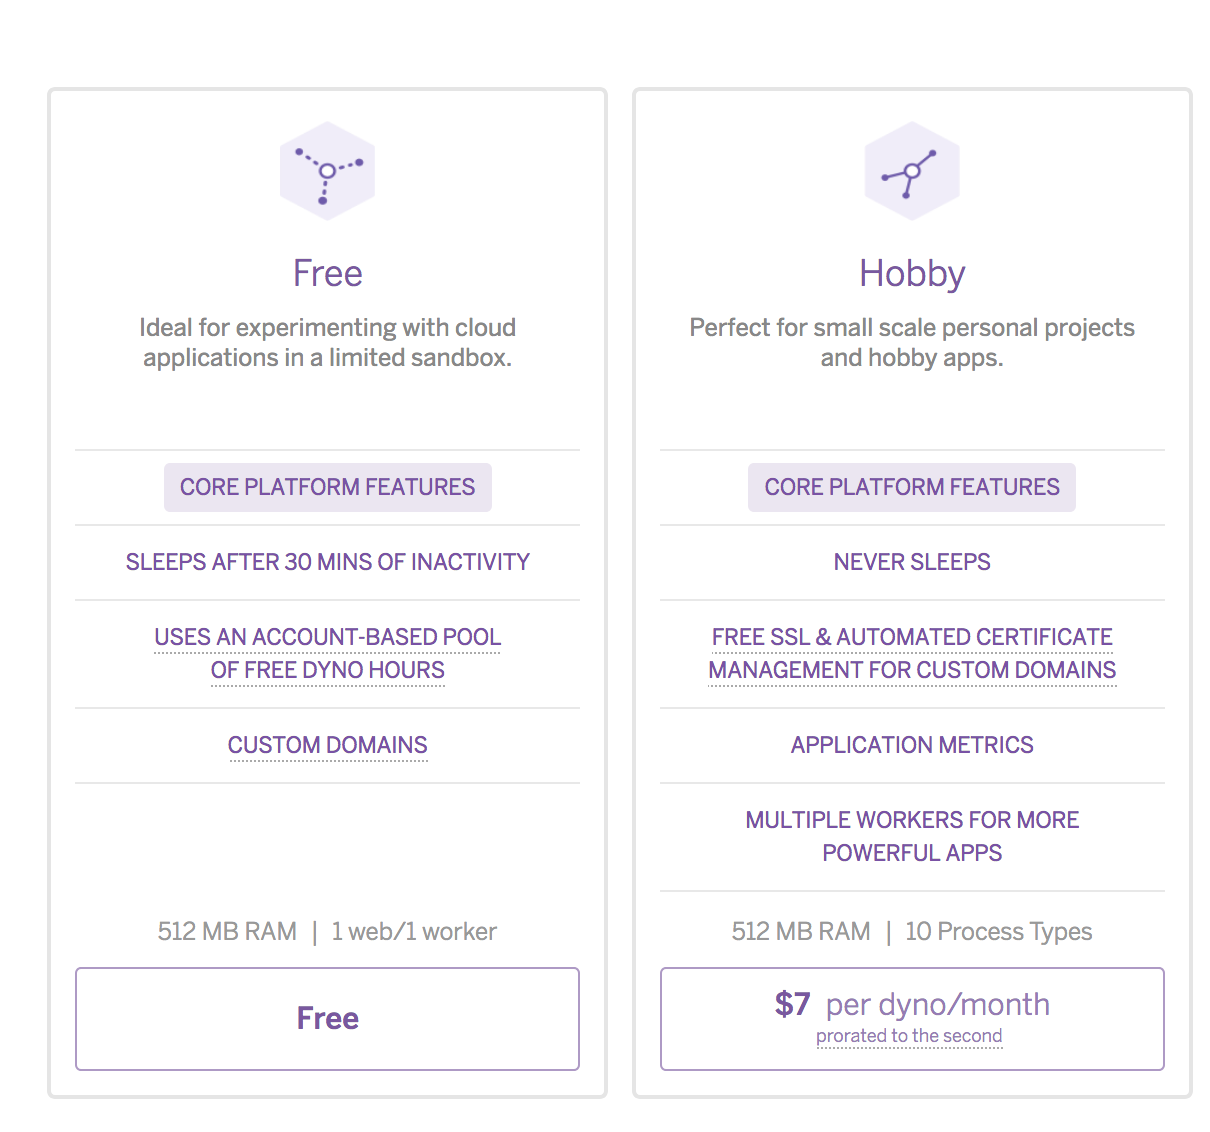 Free
Ideal for experimenting with cloud
applications in a limited sandbox.
CORE PLATFORM FEATURES
SLEEPS AFTER 30 MINS OF INACTIVITY
USES AN ACCOUNT-BASED POOL
OF FREE DYNO HOURS
CUSTOM DOMAINS
512 MB RAM | 1 web/1 worker
Free
Hobby
Perfect for small scale personal projects
and hobby apps.
CORE PLATFORM FEATURES
NEVER SLEEPS
FREE SSL & AUTOMATED CERTIFICATE
MANAGEMENT FOR CUSTOM DOMAINS
APPLICATION METRICS
MULTIPLE WORKERS FOR MORE
POWERFUL APPS
512 MB RAM | 10 Process Types
$7 per dyno/month
prorated to the second